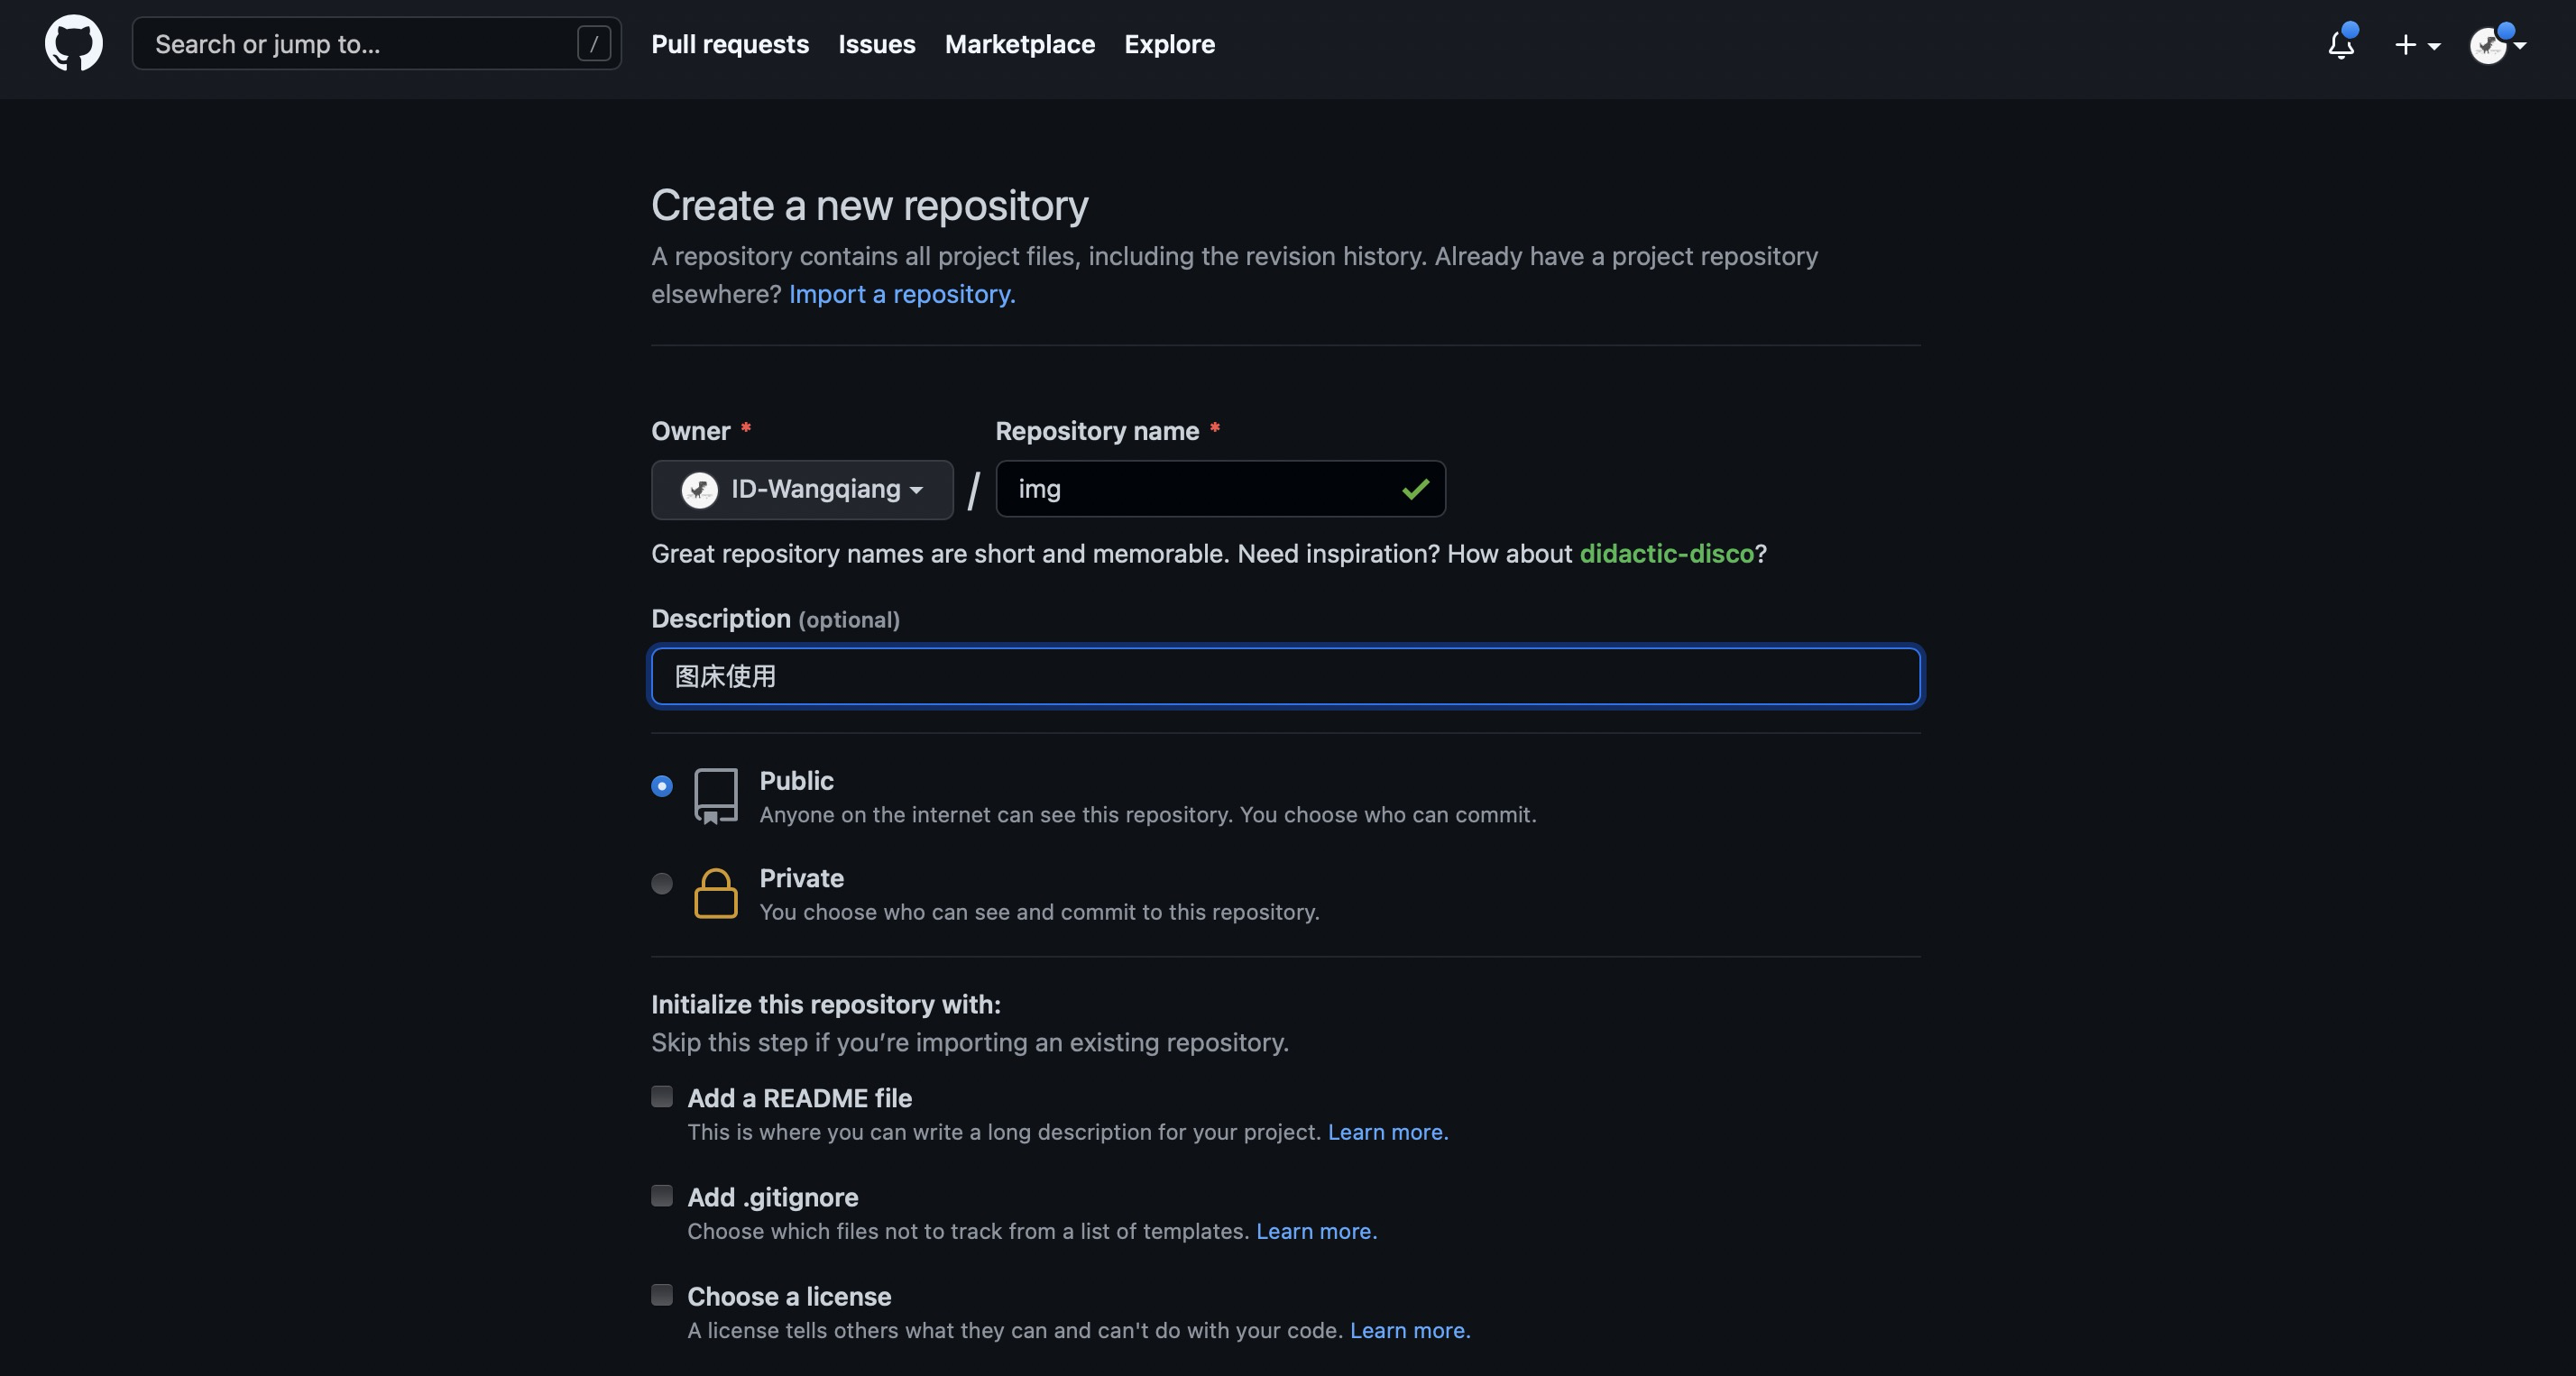 Search or jump to... /
Pull requests Issues Marketplace Explore
Create a new repository
A repository contains all project files, including the revision history. Already have a project repository
elsewhere? Import a repository.
Owner * Repository name *
ID-Wangqiang / img
Great repository names are short and memorable. Need inspiration? How about didactic-disco?
Description (optional)
图床使用
Public
Anyone on the internet can see this repository. You choose who can commit.
Private
You choose who can see and commit to this repository.
Initialize this repository with:
Skip this step if you’re importing an existing repository.
Add a README file
This is where you can write a long description for your project. Learn more.
Add .gitignore
Choose which files not to track from a list of templates. Learn more.
Choose a license
A license tells others what they can and can't do with your code. Learn more.